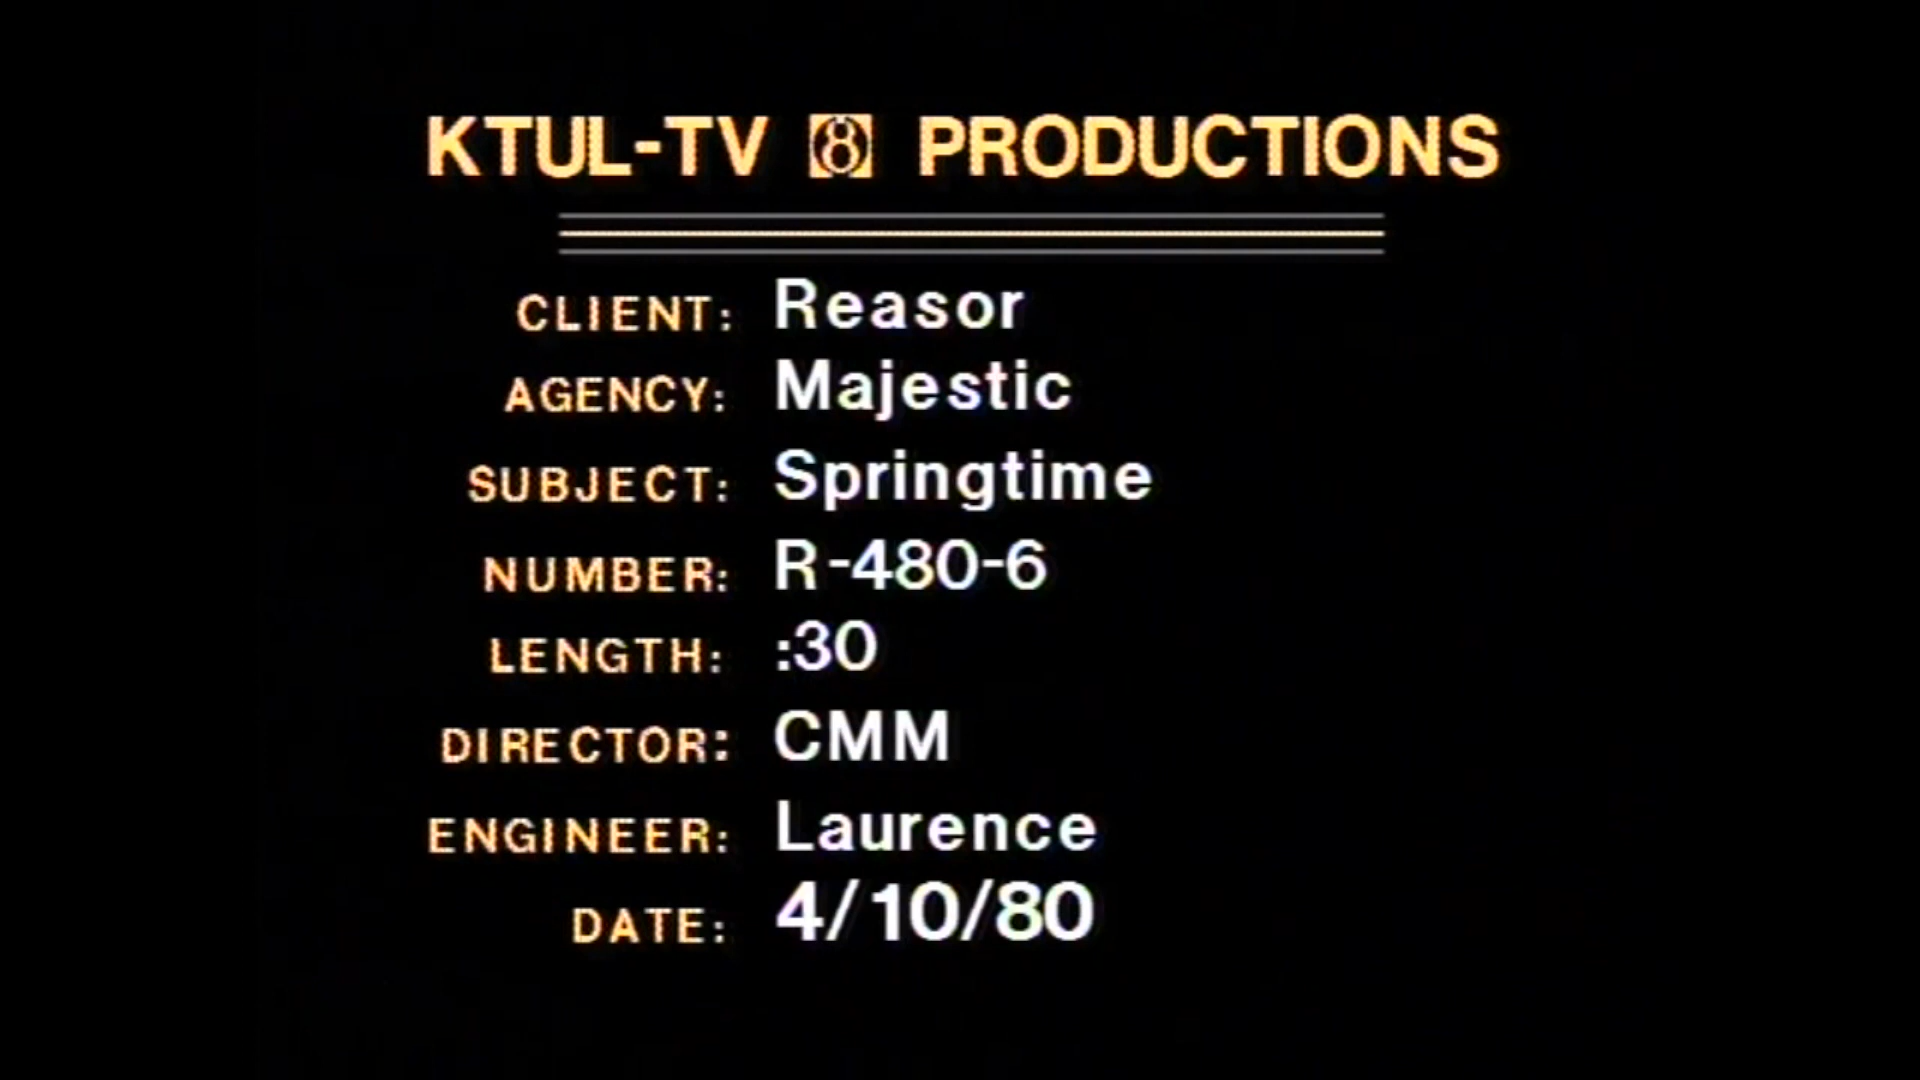 KTUL-TV 8 PRODUCTIONS
CLIENT: Reasor
AGENCY: Majestic
SUBJECT: Springtime
NUMBER: R-480-6
LENGTH: :30
DIRECTOR: CMM
ENGINEER: Laurence
DATE: 4/10/80